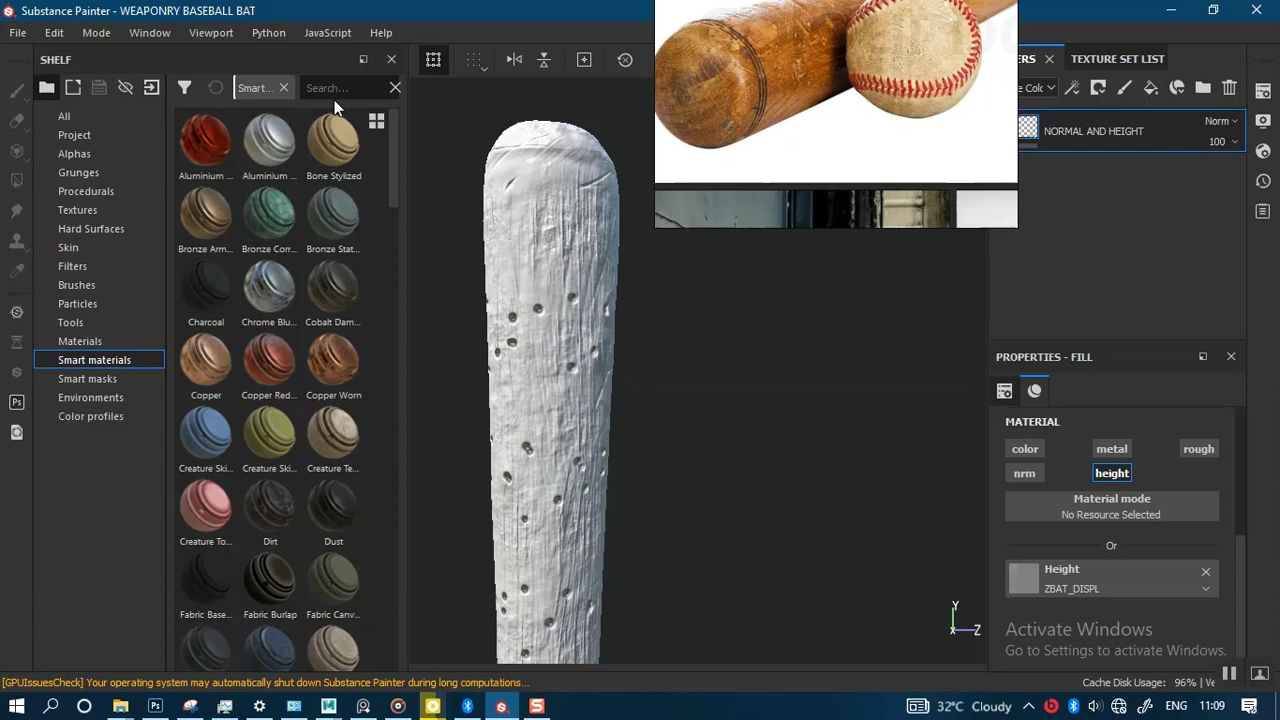 Substance Painter - WEAPONRY BASEBALL BAT
File Edit Mode Window Viewport Python JavaScript Help
SHELF
Smart...
Search...
All
Project
Alphas
Grunges
Procedurals
Textures
Hard Surfaces
Skin
Filters
Brushes
Particles
Tools
Materials
Smart materials
Smart masks
Environments
Color profiles
Aluminium ... Aluminium ... Bone Stylized
Bronze Arm... Bronze Corr... Bronze Stat...
Charcoal Chrome Blu... Cobalt Dam...
Copper Copper Red... Copper Worn
Creature Ski... Creature Ski... Creature Te...
Creature To... Dirt Dust
Fabric Base... Fabric Burlap Fabric Canv...
Y
X Z
ERS TEXTURE SET LIST
e Col
NORMAL AND HEIGHT
Norm
100
PROPERTIES - FILL
MATERIAL
color metal rough
nrm height
Material mode
No Resource Selected
Or
Height
ZBAT_DISPL
Activate Windows
Go to Settings to activate Windows.
[GPUIssuesCheck] Your operating system may automatically shut down Substance Painter during long computations...
Cache Disk Usage: 96% | Ve
Ps
Ps
32°C Cloudy
ENG 11:09